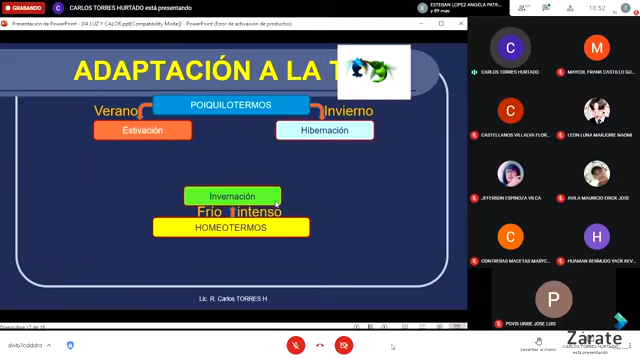 GRABANDO
CARLOS TORRES HURTADO está presentando
ESTEBAN LOPEZ ANGELA PATRI...
y 89 más
10:52
Presentación de PowerPoint - (04 LUZ Y CALOR.ppt [Compatibility Mode] - PowerPoint (Error de activación de productos)
ADAPTACIÓN A LA T
POIQUILOTERMOS
Verano
Invierno
Estivación
Hibernación
Invernación
Frío intenso
HOMEOTERMOS
Lic. R. Carlos TORRES H.
C
CARLOS TORRES HURTADO
M
MAYCOL FRANK CASTILLO GU...
C
CASTELLANOS VILLALVA FLOR...
LEON LUNA MARJORIE NAOMI
JEFERSON ESPINOZA VILCA
AVILA MAURICIO ERICK JOSE
C
CONTRERAS MACETAS MARYC...
H
HUAMAN BERMUDO YACK KEV...
P
POVIS URIBE JOSE LUIS
Zárate
Levantar la mano
CARLOS TORRES HURTADO
está presentando